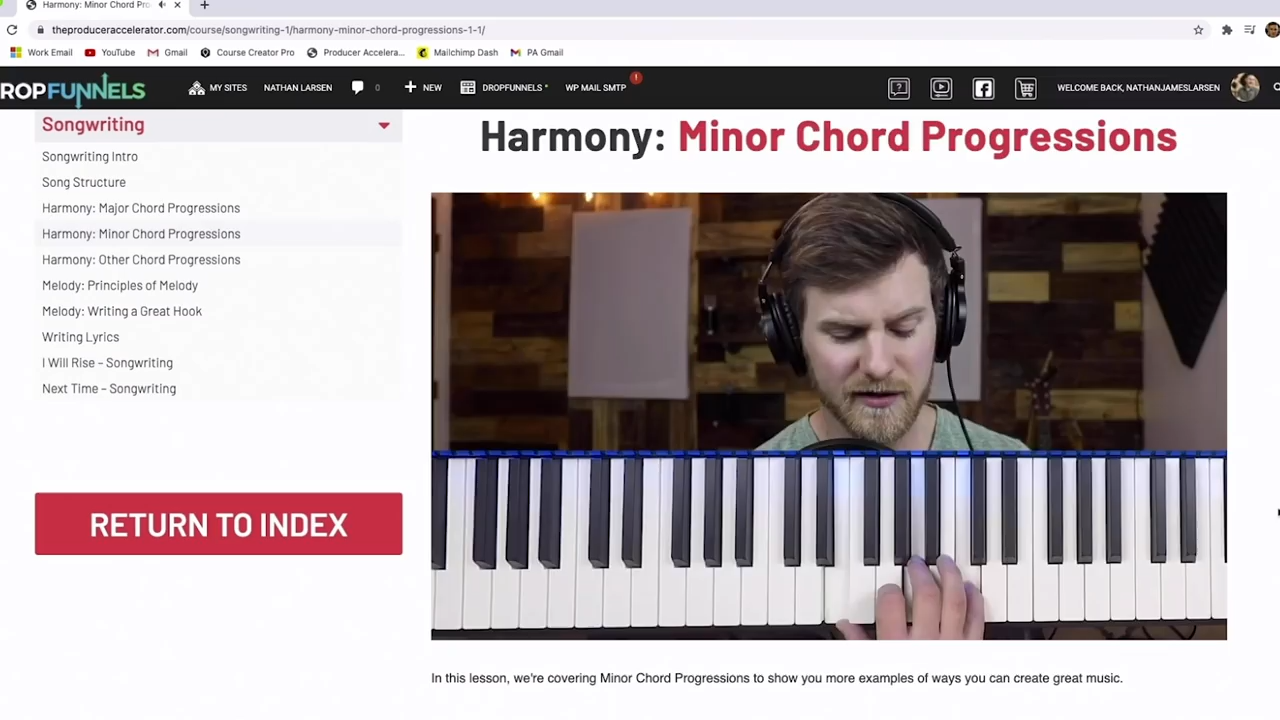 Harmony: Minor Chord Pro
theproduceraccelerator.com/course/songwriting-1/harmony-minor-chord-progressions-1-1/
Work Email YouTube Gmail Course Creator Pro Producer Accelera... Mailchimp Dash PA Gmail
ROPFUNNELS MY SITES NATHAN LARSEN 0 NEW DROPFUNNELS WP MAIL SMTP ! WELCOME BACK, NATHANJAMESLARSEN
Songwriting
Songwriting Intro
Song Structure
Harmony: Major Chord Progressions
Harmony: Minor Chord Progressions
Harmony: Other Chord Progressions
Melody: Principles of Melody
Melody: Writing a Great Hook
Writing Lyrics
I Will Rise – Songwriting
Next Time – Songwriting
RETURN TO INDEX
Harmony: Minor Chord Progressions
In this lesson, we're covering Minor Chord Progressions to show you more examples of ways you can create great music.